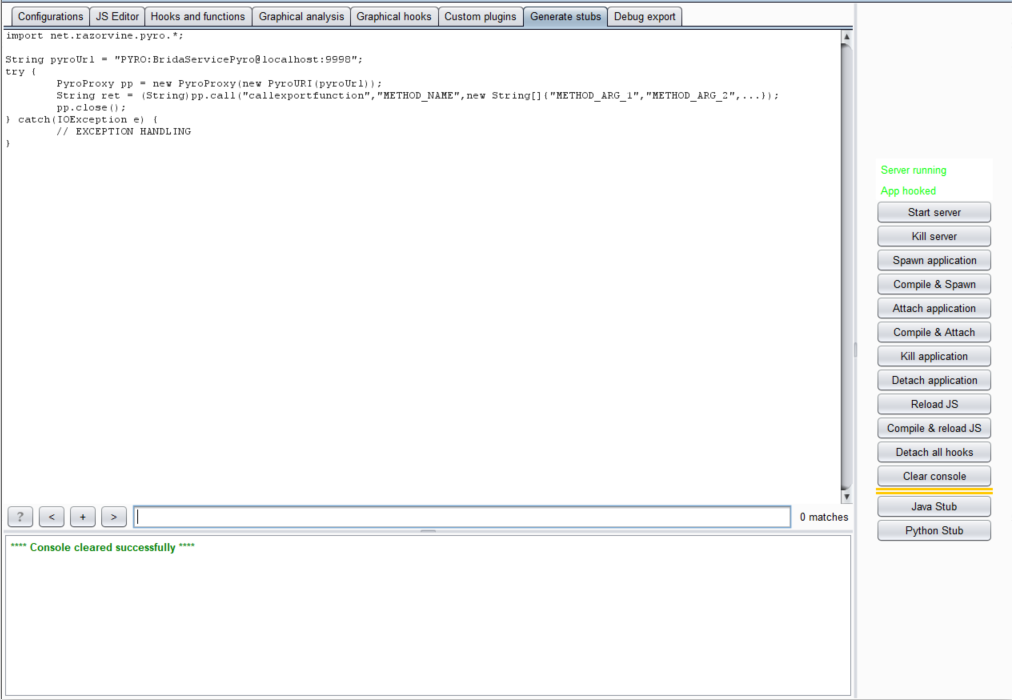 Configurations JS Editor Hooks and functions Graphical analysis Graphical hooks Custom plugins Generate stubs Debug export
import net.razorvine.pyro.*;
String pyroUrl = "PYRO:BridaServicePyro@localhost:9998";
try {
PyroProxy pp = new PyroProxy(new PyroURI(pyroUrl));
String ret = (String)pp.call("callexportfunction","METHOD_NAME",new String[]{"METHOD_ARG_1","METHOD_ARG_2",...});
pp.close();
} catch(IOException e) {
// EXCEPTION HANDLING
}
? < + > 0 matches
**** Console cleared successfully ****
Server running
App hooked
Start server
Kill server
Spawn application
Compile & Spawn
Attach application
Compile & Attach
Kill application
Detach application
Reload JS
Compile & reload JS
Detach all hooks
Clear console
Java Stub
Python Stub